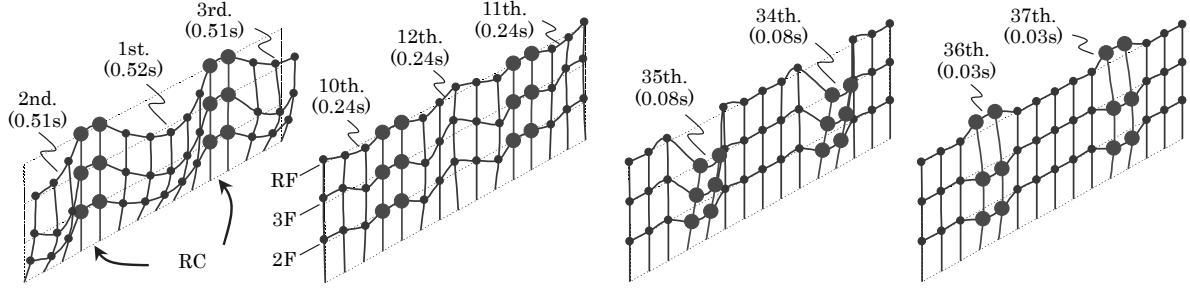 3rd.
(0.51s)
1st.
(0.52s)
2nd.
(0.51s)
RC
11th.
(0.24s)
12th.
(0.24s)
10th.
(0.24s)
RF
3F
2F
34th.
(0.08s)
35th.
(0.08s)
37th.
(0.03s)
36th.
(0.03s)